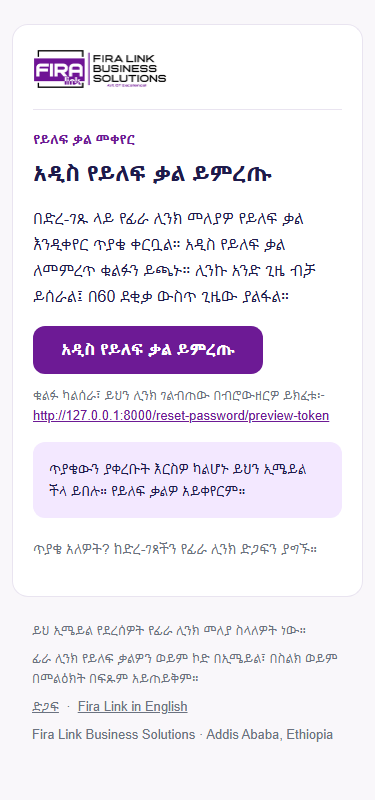 FIRA
link
FIRA LINK
BUSINESS
SOLUTIONS
የይለፍ ቃል መቀየር
አዲስ የይለፍ ቃል ይምረጡ
በድረ-ገጹ ላይ የፊራ ሊንክ መለያዎ የይለፍ ቃል
እንዲቀየር ጥያቄ ቀርቧል። አዲስ የይለፍ ቃል
ለመምረጥ ቁልፉን ይጫኑ። ሊንኩ አንድ ጊዜ ብቻ
ይሰራል፤ በ60 ደቂቃ ውስጥ ጊዜው ያልፋል።
አዲስ የይለፍ ቃል ይምረጡ
ቁልፉ ካልሰራ፣ ይህን ሊንክ ገልብጠው በብሮውዘርዎ ይክፈቱ፦
http://127.0.0.1:8000/reset-password/preview-token
ጥያቄውን ያቀረቡት እርስዎ ካልሆኑ ይህን ኢሜይል
ችላ ይበሉ። የይለፍ ቃልዎ አይቀየርም።
ጥያቄ አለዎት? ከድረ-ገጻችን የፊራ ሊንክ ድጋፍን ያግኙ።
ይህ ኢሜይል የደረሰዎት የፊራ ሊንክ መለያ ስላለዎት ነው።
ፊራ ሊንክ የይለፍ ቃልዎን ወይም ኮድ በኢሜይል፣ በስልክ ወይም
በመልዕክት በፍጹም አይጠይቅም።
ድጋፍ · Fira Link in English
Fira Link Business Solutions · Addis Ababa, Ethiopia